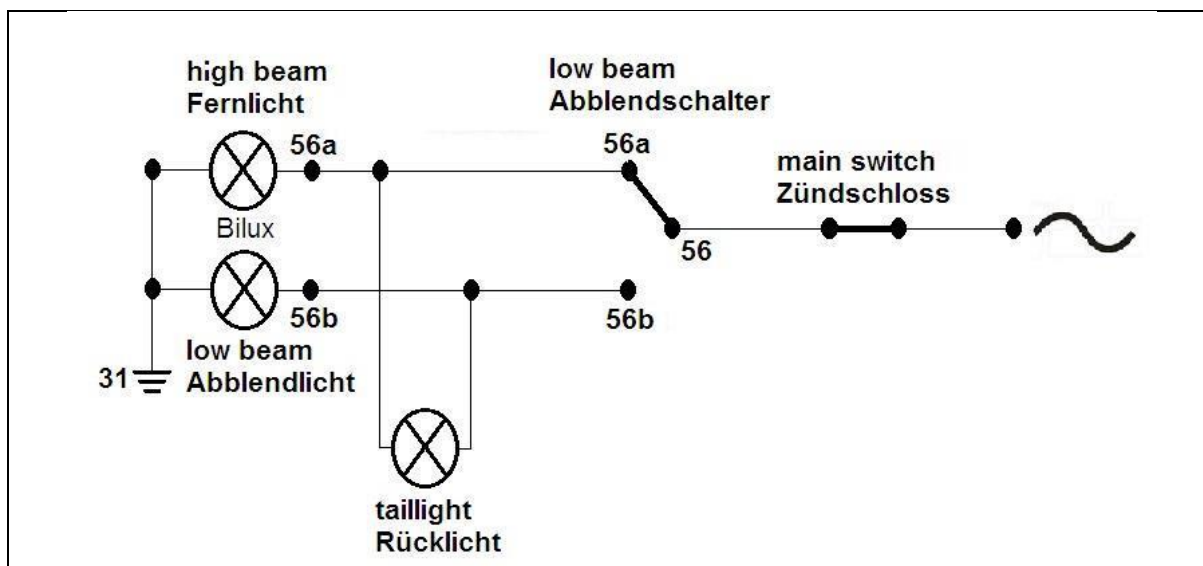 high beam
Fernlicht
56a
Bilux
56b
low beam
Abblendlicht
31
low beam
Abblendschalter
56a
56
56b
main switch
Zündschloss
taillight
Rücklicht